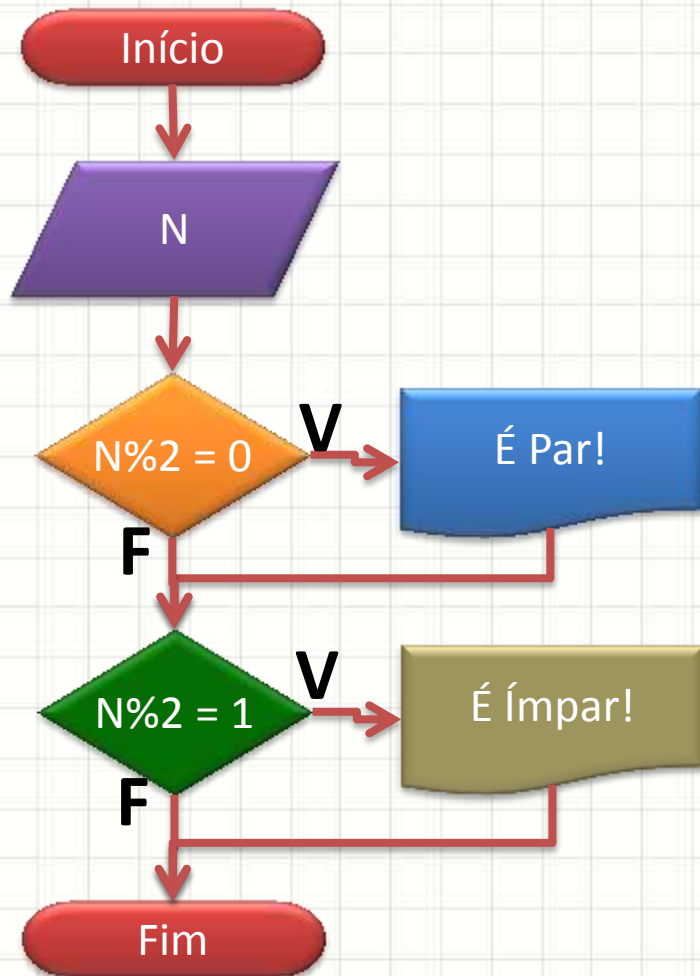 Início
N
N%2 = 0
V
É Par!
F
N%2 = 1
V
É Ímpar!
F
Fim